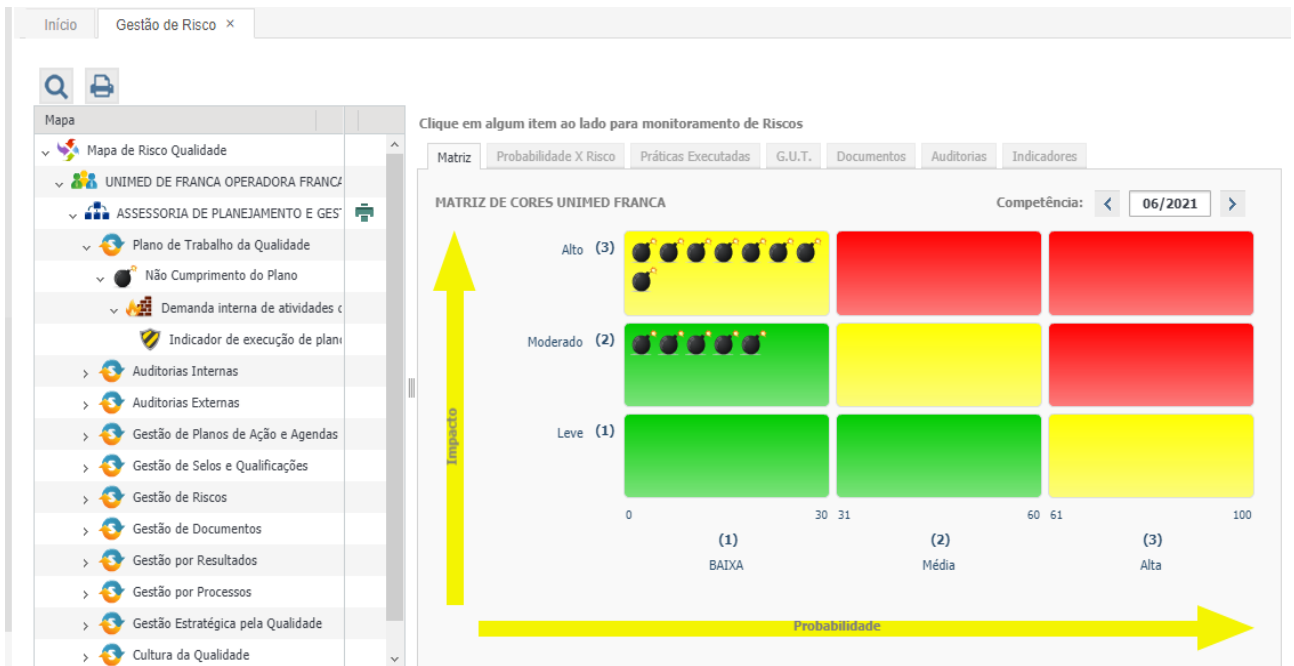 Início
Gestão de Risco ×
Mapa
Mapa de Risco Qualidade
UNIMED DE FRANCA OPERADORA FRANCA
ASSESSORIA DE PLANEJAMENTO E GES
Plano de Trabalho da Qualidade
Não Cumprimento do Plano
Demanda interna de atividades
Indicador de execução de plan
Auditorias Internas
Auditorias Externas
Gestão de Planos de Ação e Agendas
Gestão de Selos e Qualificações
Gestão de Riscos
Gestão de Documentos
Gestão por Resultados
Gestão por Processos
Gestão Estratégica pela Qualidade
Cultura da Qualidade
Clique em algum item ao lado para monitoramento de Riscos
Matriz Probabilidade X Risco Práticas Executadas G.U.T. Documentos Auditorias Indicadores
MATRIZ DE CORES UNIMED FRANCA Competência: 06/2021
Alto (3)
Moderado (2)
Leve (1)
Impacto
0 30 31 60 61 100
(1) (2) (3)
BAIXA Média Alta
Probabilidade